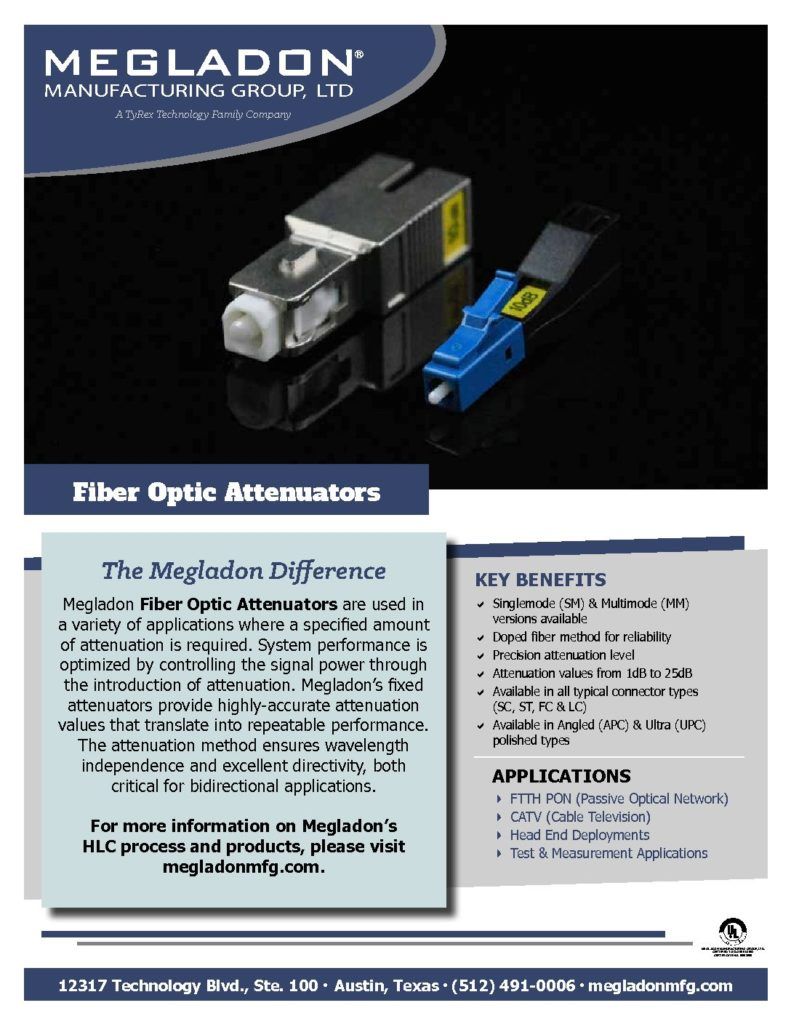 MEGLADON®
MANUFACTURING GROUP, LTD
A TyRex Technology Family Company
10dB
Fiber Optic Attenuators
The Megladon Difference
Megladon Fiber Optic Attenuators are used in
a variety of applications where a specified amount
of attenuation is required. System performance is
optimized by controlling the signal power through
the introduction of attenuation. Megladon's fixed
attenuators provide highly-accurate attenuation
values that translate into repeatable performance.
The attenuation method ensures wavelength
independence and excellent directivity, both
critical for bidirectional applications.
For more information on Megladon's
HLC process and products, please visit
megladonmfg.com.
KEY BENEFITS
Singlemode (SM) & Multimode (MM)
versions available
Doped fiber method for reliability
Precision attenuation level
Attenuation values from 1dB to 25dB
Available in all typical connector types
(SC, ST, FC & LC)
Available in Angled (APC) & Ultra (UPC)
polished types
APPLICATIONS
FTTH PON (Passive Optical Network)
CATV (Cable Television)
Head End Deployments
Test & Measurement Applications
UL
12317 Technology Blvd., Ste. 100 • Austin, Texas • (512) 491-0006 • megladonmfg.com